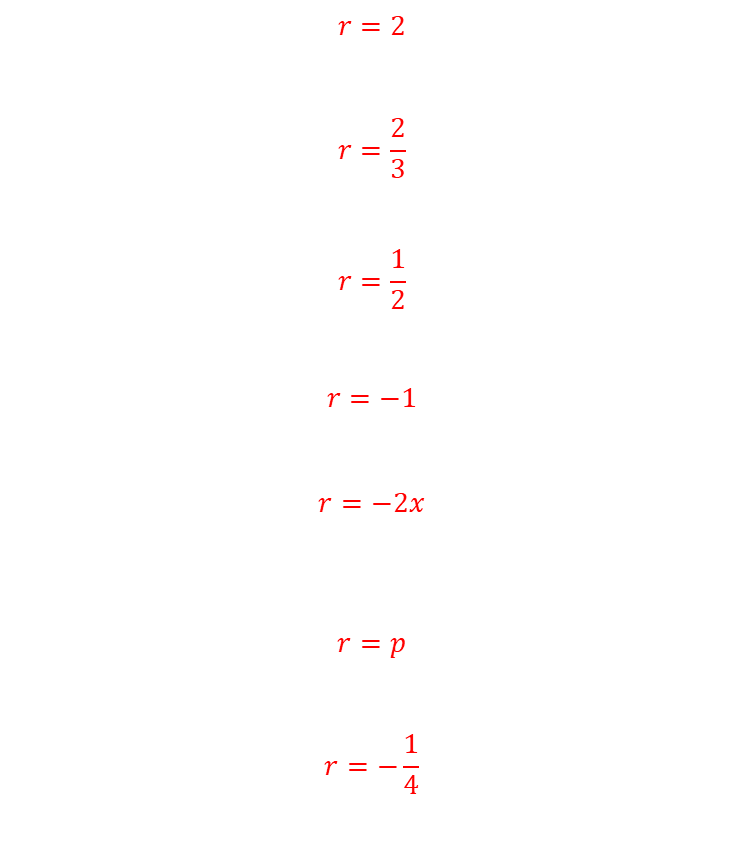 r = 2
r = 2/3
r = 1/2
r = −1
r = −2x
r = p
r = −1/4